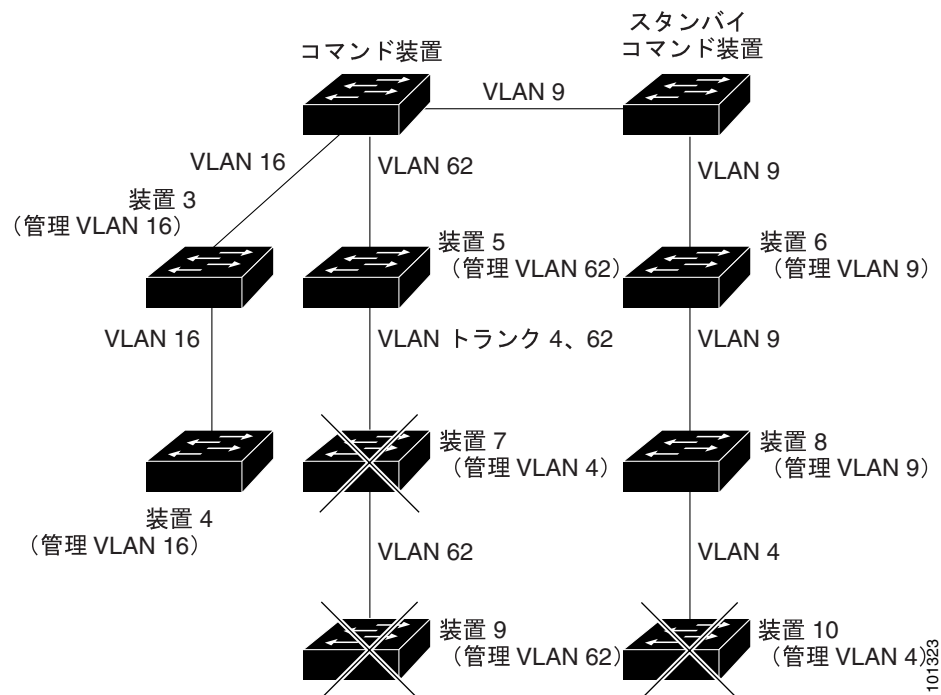 スタンバイ
コマンド装置
コマンド装置
VLAN 9
VLAN 16
VLAN 62
VLAN 9
装置 3
（管理 VLAN 16）
装置 5
（管理 VLAN 62）
装置 6
（管理 VLAN 9）
VLAN 16
VLAN トランク 4、62
VLAN 9
装置 7
（管理 VLAN 4）
装置 8
（管理 VLAN 9）
装置 4
（管理 VLAN 16）
VLAN 62
VLAN 4
装置 9
（管理 VLAN 62）
装置 10
（管理 VLAN 4）
101323